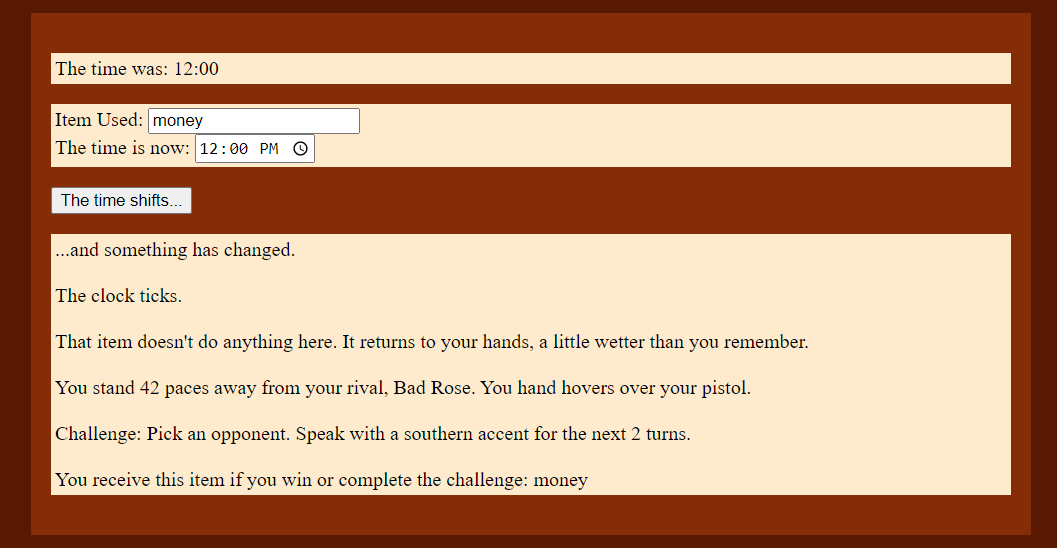 The time was: 12:00
Item Used: money
The time is now: 12:00 PM
The time shifts...
...and something has changed.
The clock ticks.
That item doesn't do anything here. It returns to your hands, a little wetter than you remember.
You stand 42 paces away from your rival, Bad Rose. You hand hovers over your pistol.
Challenge: Pick an opponent. Speak with a southern accent for the next 2 turns.
You receive this item if you win or complete the challenge: money